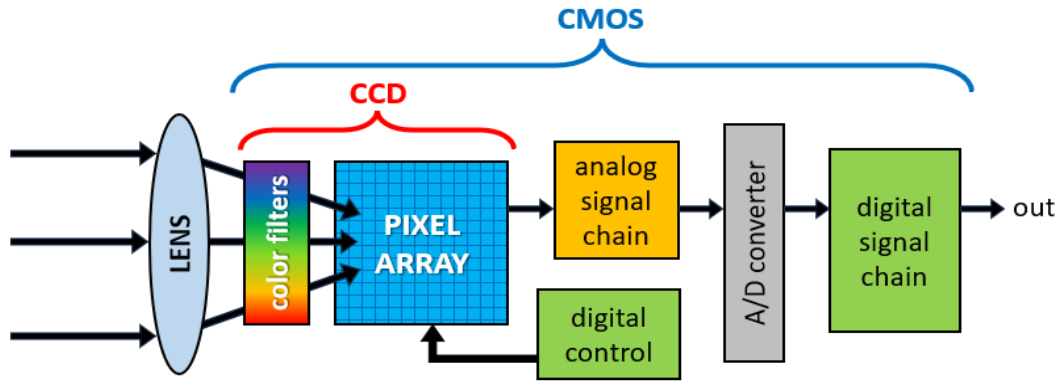 CMOS
CCD
LENS
color filters
PIXEL
ARRAY
analog
signal
chain
digital
control
A/D converter
digital
signal
chain
out